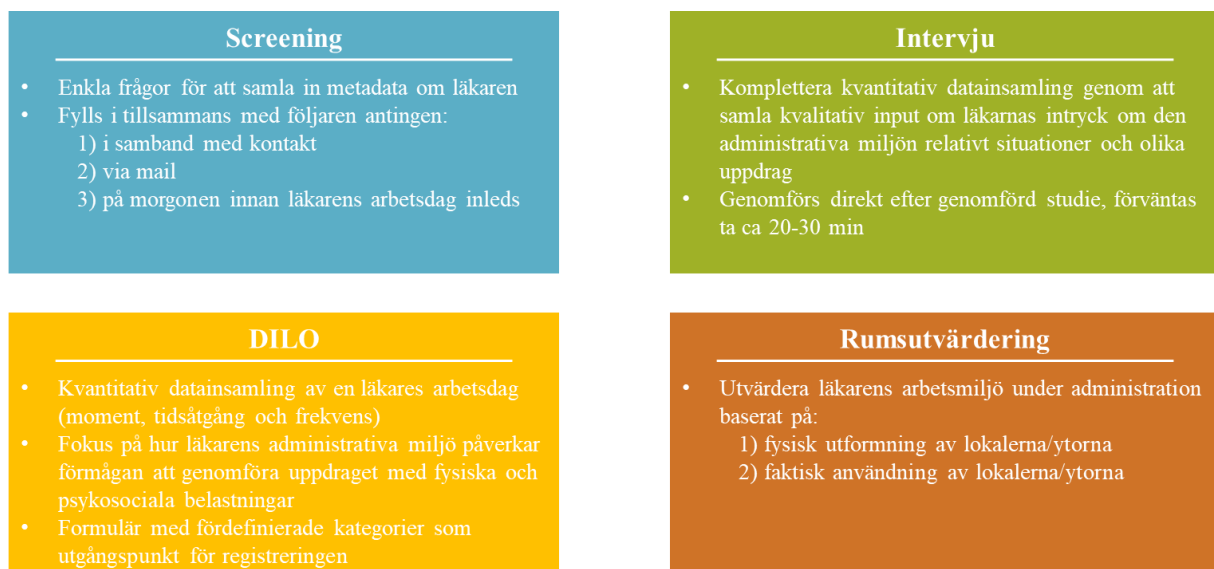 Screening
• Enkla frågor för att samla in metadata om läkaren
• Fylls i tillsammans med följaren antingen:
1) i samband med kontakt
2) via mail
3) på morgonen innan läkarens arbetsdag inleds
Intervju
• Komplettera kvantitativ datainsamling genom att
samla kvalitativ input om läkarnas intryck om den
administrativa miljön relativt situationer och olika
uppdrag
• Genomförs direkt efter genomförd studie, förväntas
ta ca 20-30 min
DILO
• Kvantitativ datainsamling av en läkares arbetsdag
(moment, tidsåtgång och frekvens)
• Fokus på hur läkarens administrativa miljö påverkar
förmågan att genomföra uppdraget med fysiska och
psykosociala belastningar
• Formulär med fördefinierade kategorier som
utgångspunkt för registreringen
Rumsutvärdering
• Utvärdera läkarens arbetsmiljö under administration
baserat på:
1) fysisk utformning av lokalerna/ytorna
2) faktisk användning av lokalerna/ytorna